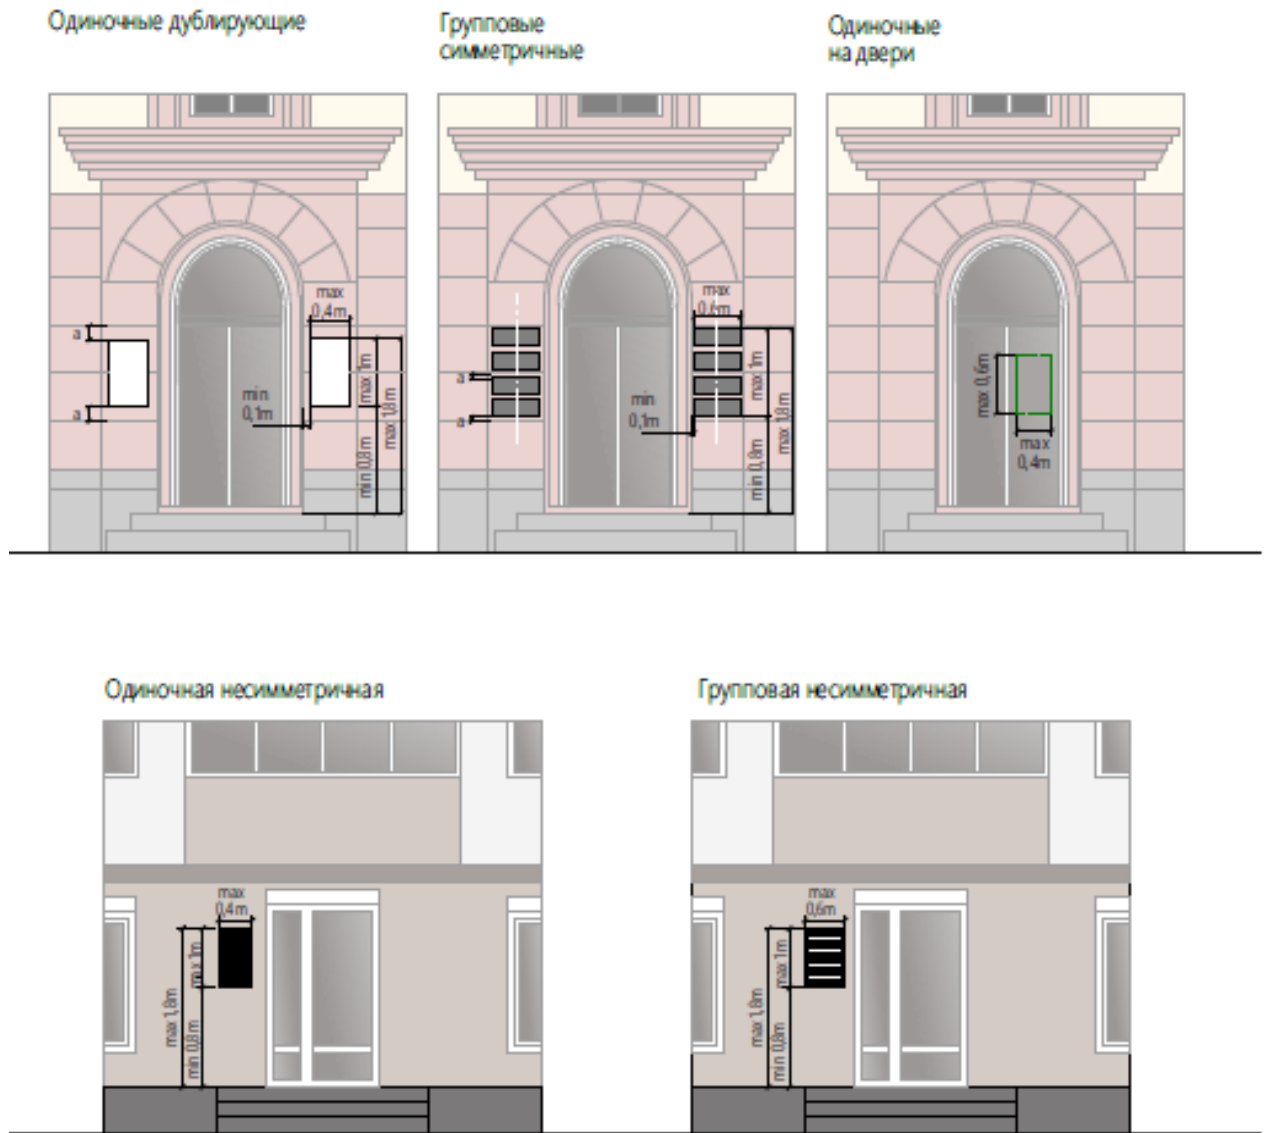 Одиночные дублирующие
Групповые
симметричные
Одиночные
на двери
max
0,4m
a
a
min
0,1m
max 1m
max 1,8m
min 0,8m
max
0,6m
a
a
min
0,1m
max 1m
max 1,8m
min 0,8m
max 0,6m
max
0,4m
Одиночная несимметричная
Групповая несимметричная
max
0,4m
max 1m
max 1,8m
min 0,8m
max
0,6m
max 1m
max 1,8m
min 0,8m